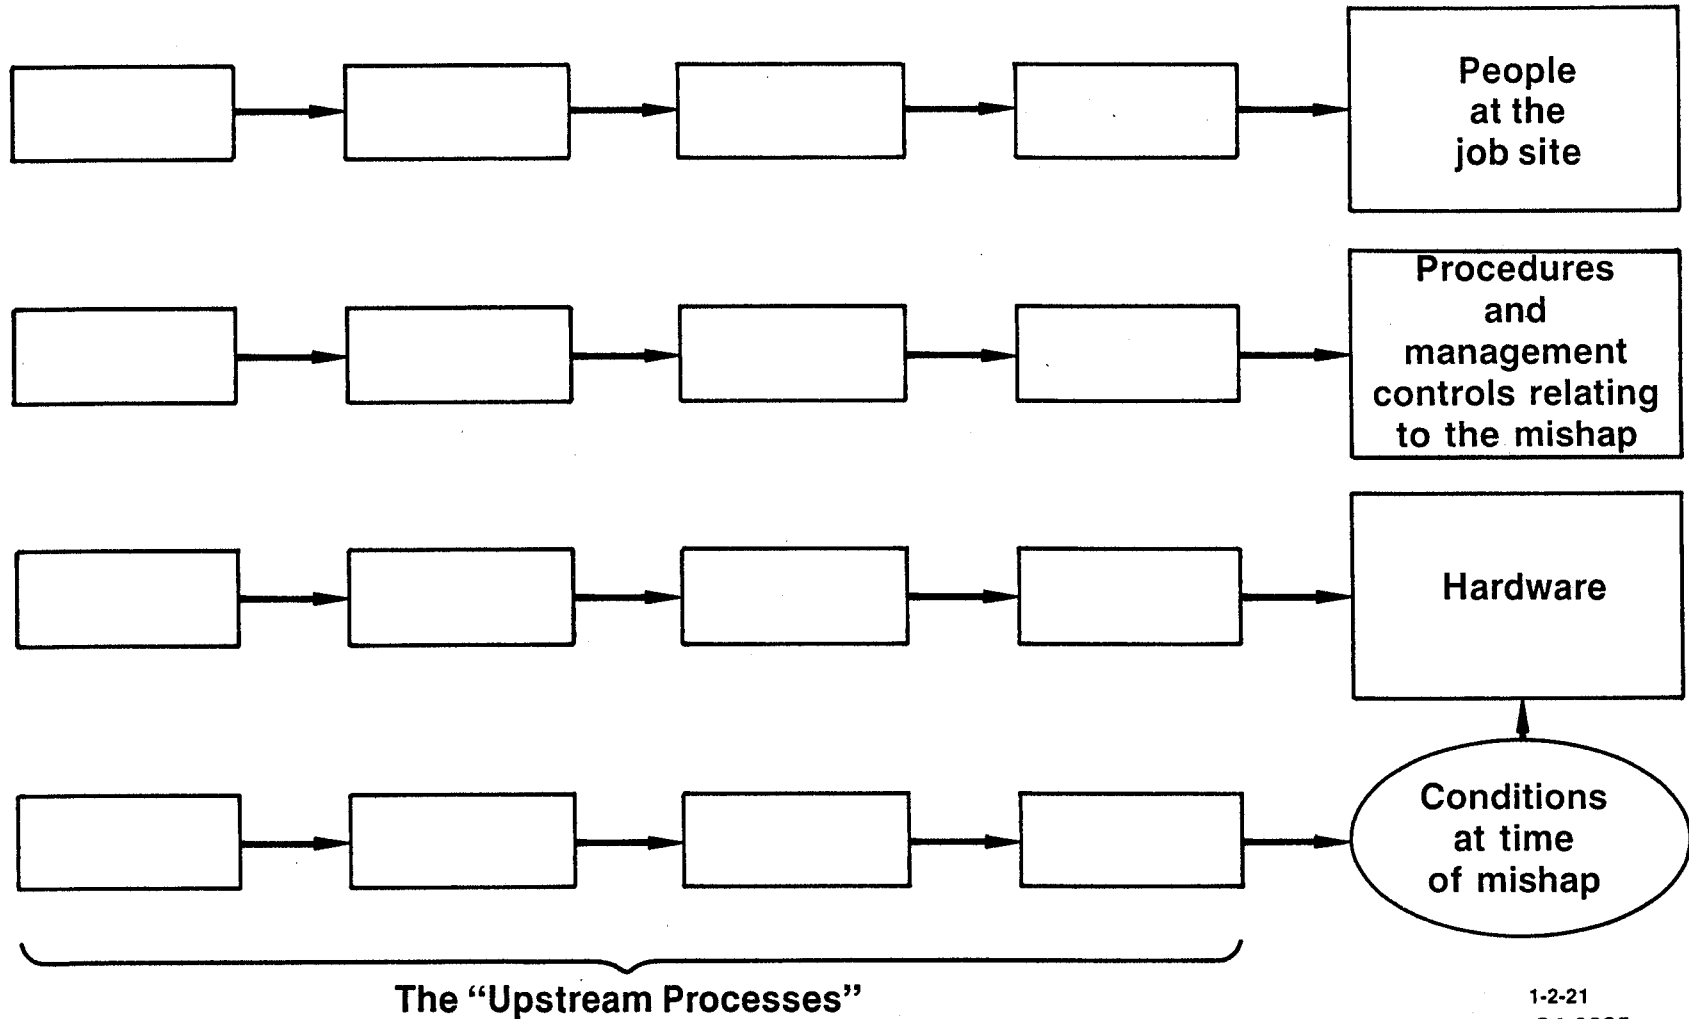 People
at the
job site
Procedures
and
management
controls relating
to the mishap
Hardware
Conditions
at time
of mishap
The “Upstream Processes”
1-2-21